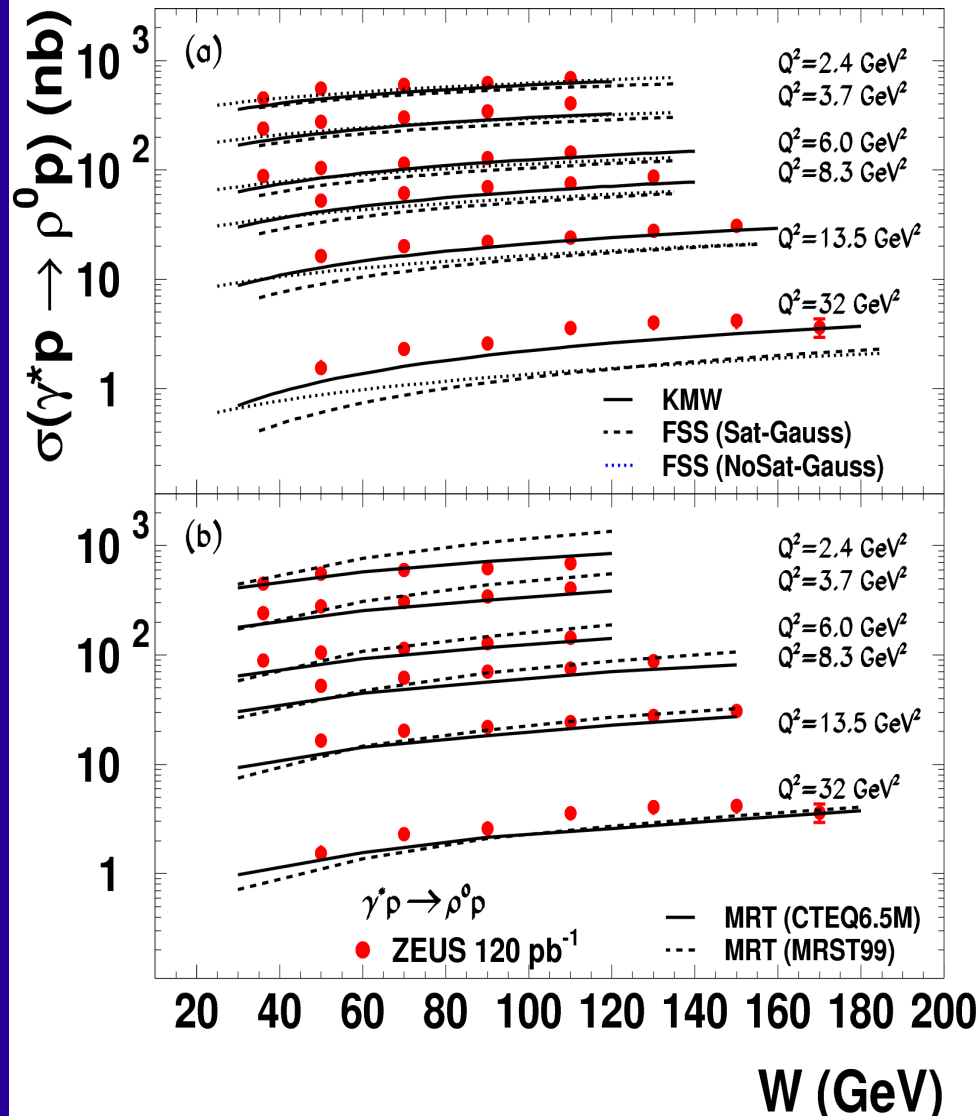 σ(γ*p → ρ⁰p) (nb)
(a)
10³
10²
10
1
Q²=2.4 GeV²
Q²=3.7 GeV²
Q²=6.0 GeV²
Q²=8.3 GeV²
Q²=13.5 GeV²
Q²=32 GeV²
KMW
FSS (Sat-Gauss)
FSS (NoSat-Gauss)
(b)
10³
10²
10
1
Q²=2.4 GeV²
Q²=3.7 GeV²
Q²=6.0 GeV²
Q²=8.3 GeV²
Q²=13.5 GeV²
Q²=32 GeV²
γ*p → ρ⁰p
ZEUS 120 pb⁻¹
MRT (CTEQ6.5M)
MRT (MRST99)
20 40 60 80 100 120 140 160 180 200
W (GeV)